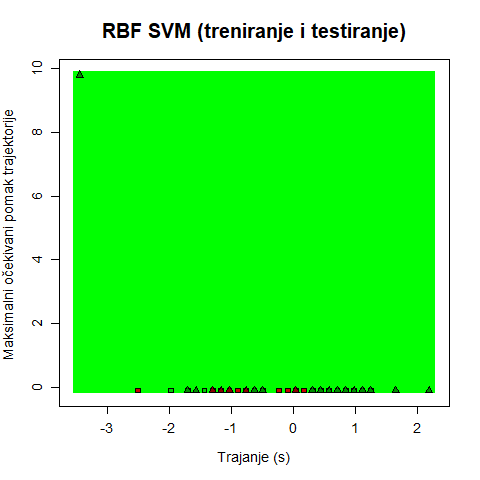 RBF SVM (treniranje i testiranje)
Maksimalni očekivani pomak trajektorije
10
8
6
4
2
0
-3 -2 -1 0 1 2
Trajanje (s)